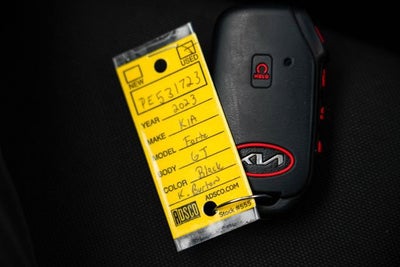 NEW
USED
PE531723
YEAR 2023
MAKE KIA
MODEL Forte
BODY GT
COLOR Black
K. Burton
ADSCO ADSCO.COM
Stock #555
HOLD
KIA